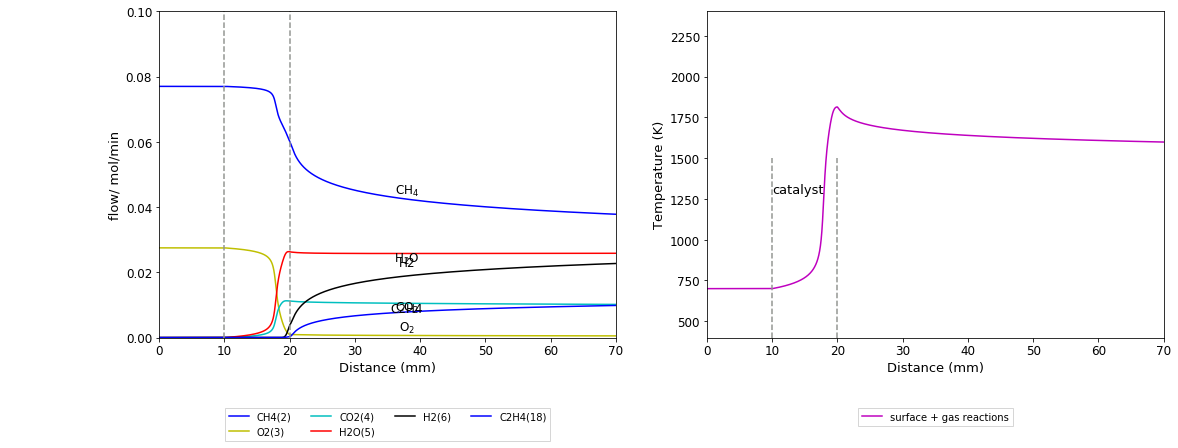 0.10
0.08
0.06
0.04
0.02
0.00
flow/ mol/min
CH₄
H₂O
H2
CO₂
C2H4
O₂
0 10 20 30 40 50 60 70
Distance (mm)
CH4(2) CO2(4) H2(6) C2H4(18)
O2(3) H2O(5)
2250
2000
1750
1500
1250
1000
750
500
Temperature (K)
catalyst
0 10 20 30 40 50 60 70
Distance (mm)
surface + gas reactions